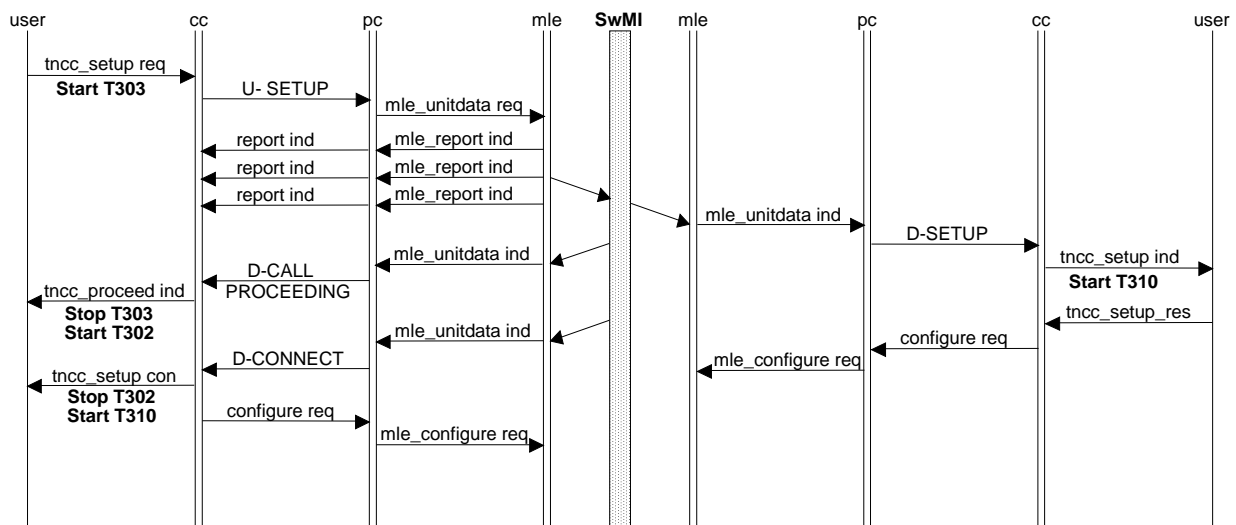 user cc pc mle SwMI mle pc cc user
tncc_setup req
Start T303
U- SETUP
mle_unitdata req
report ind mle_report ind
report ind mle_report ind
report ind mle_report ind
mle_unitdata ind
D-SETUP
mle_unitdata ind
tncc_setup ind
Start T310
D-CALL
PROCEEDING
tncc_proceed ind
Stop T303
Start T302
tncc_setup_res
mle_unitdata ind
configure req
D-CONNECT
mle_configure req
tncc_setup con
Stop T302
Start T310
configure req
mle_configure req